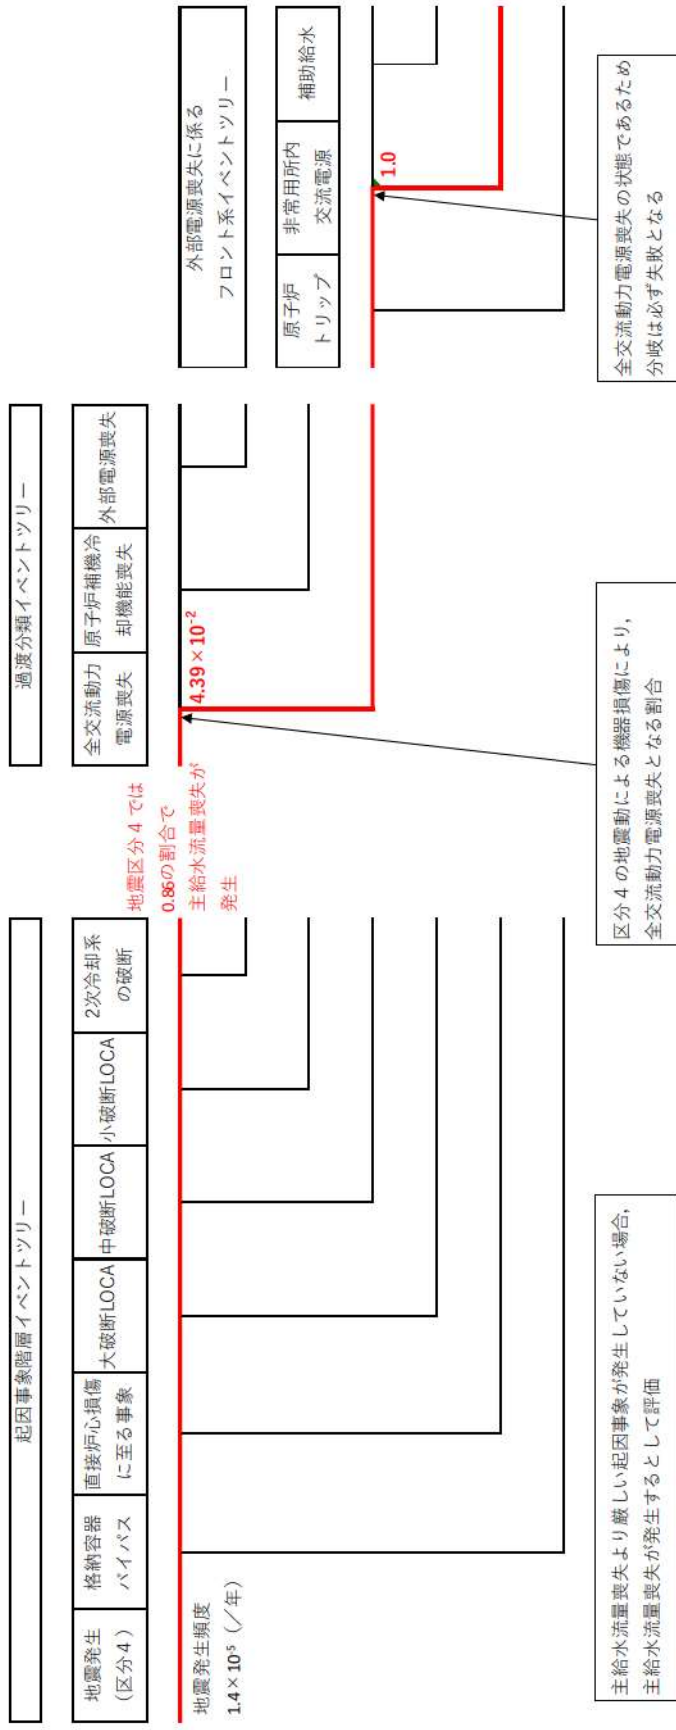 起因事象階層イベントツリー
地震発生
(区分4)
格納容器
バイパス
直接炉心損傷
に至る事象
大破断LOCA
中破断LOCA
小破断LOCA
2次冷却系
の破断
地震発生頻度
1.4×10⁻⁵（／年）
地震区分4では
0.86の割合で
主給水流量喪失が
発生
主給水流量喪失より厳しい起因事象が発生していない場合,
主給水流量喪失が発生するとして評価
過渡分類イベントツリー
全交流動力
電源喪失
原子炉補機冷
却機能喪失
外部電源喪失
4.39×10⁻²
区分4の地震動による機器損傷により,
全交流動力電源喪失となる割合
外部電源喪失に係る
フロント系イベントツリー
原子炉
トリップ
非常用所内
交流電源
補助給水
1.0
全交流動力電源喪失の状態であるため
分岐は必ず失敗となる